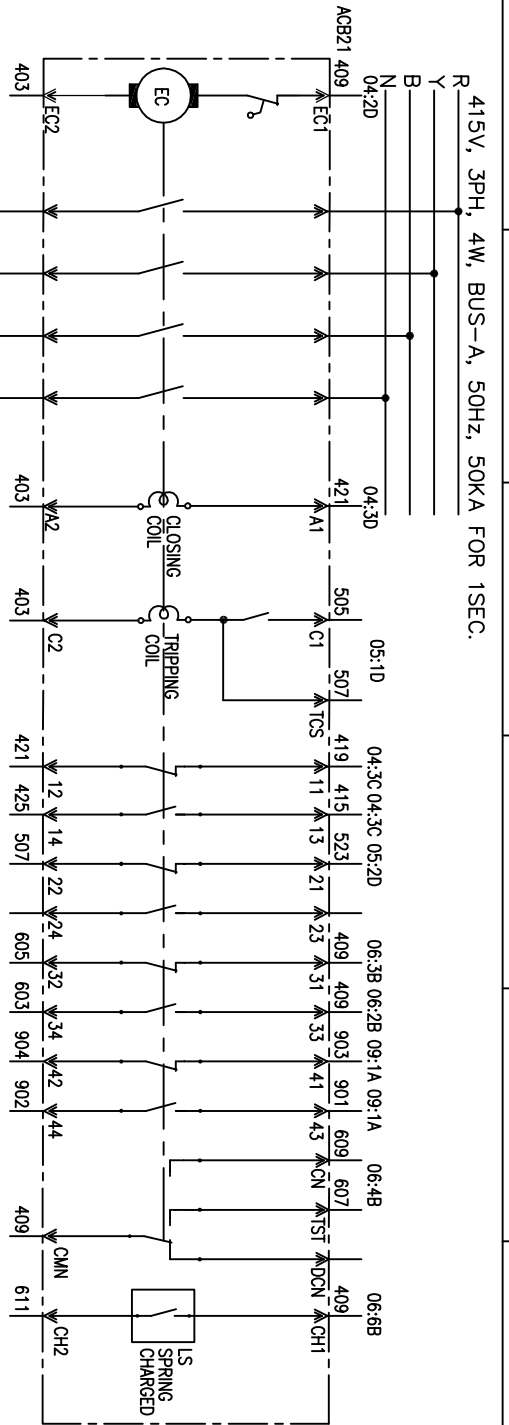 415V, 3PH, 4W, BUS-A, 50Hz, 50KA FOR 1SEC.
R
Y
B
N
04:2D
04:3D
05:1D
04:3C
04:3C
05:2D
06:3B
06:2B
09:1A
09:1A
06:4B
06:6B
ACB21
409
421
505
507
419
415
523
409
409
903
901
609
607
409
EC1
A1
C1
TCS
11
13
21
23
31
33
41
43
CN
TST
DCN
CH1
EC
CLOSING
COIL
TRIPPING
COIL
LS
SPRING
CHARGED
EC2
A2
C2
12
14
22
24
32
34
42
44
CMN
CH2
403
403
403
421
425
507
605
603
904
902
409
611